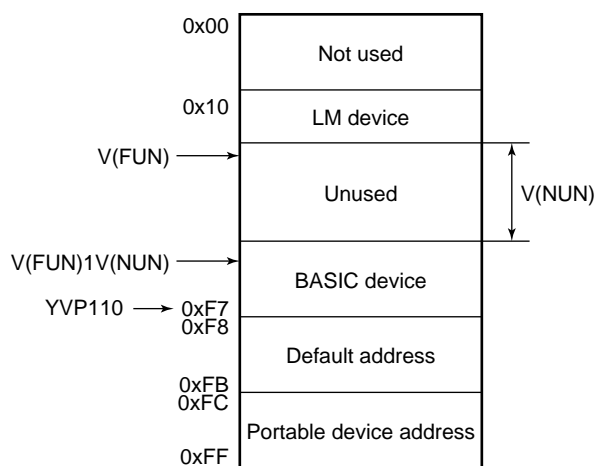 0x00
Not used
0x10
LM device
V(FUN)
Unused
V(NUN)
V(FUN)1V(NUN)
BASIC device
YVP110
0xF7
0xF8
Default address
0xFB
0xFC
Portable device address
0xFF